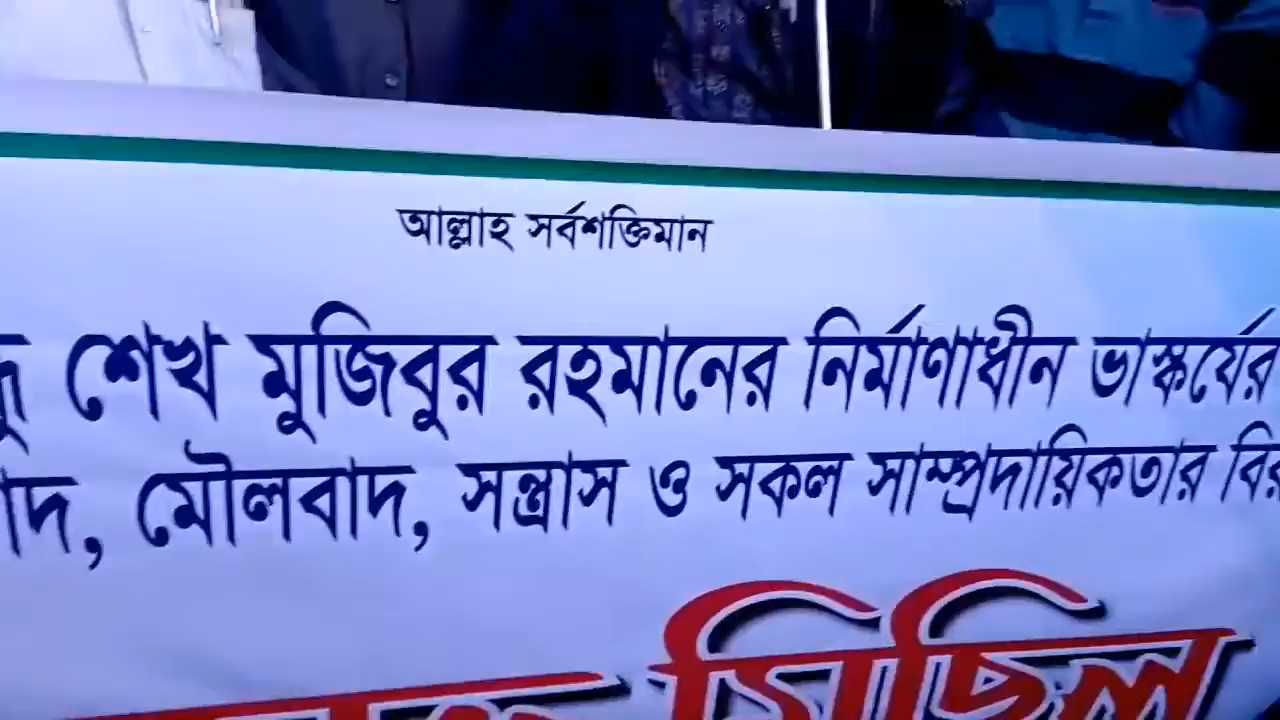 আল্লাহ সর্বশক্তিমান
শেখ মুজিবুর রহমানের নির্মাণাধীন ভাস্কর্যের
মৌলবাদ, সন্ত্রাস ও সকল সাম্প্রদায়িকতার
মিছিল